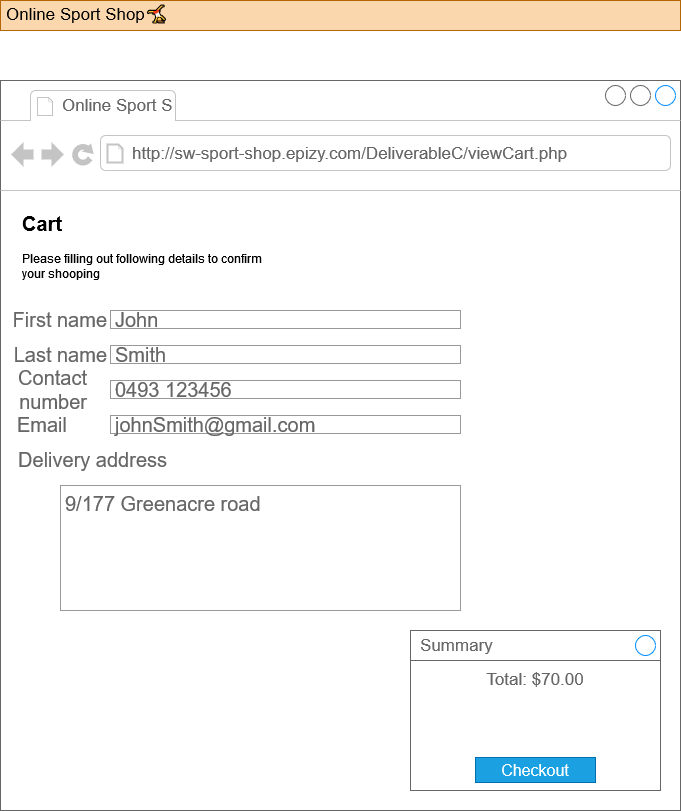 Online Sport Shop
Online Sport S
http://sw-sport-shop.epizy.com/DeliverableC/viewCart.php
Cart
Please filling out following details to confirm
your shooping
First name John
Last name Smith
Contact
number 0493 123456
Email johnSmith@gmail.com
Delivery address
9/177 Greenacre road
Summary
Total: $70.00
Checkout